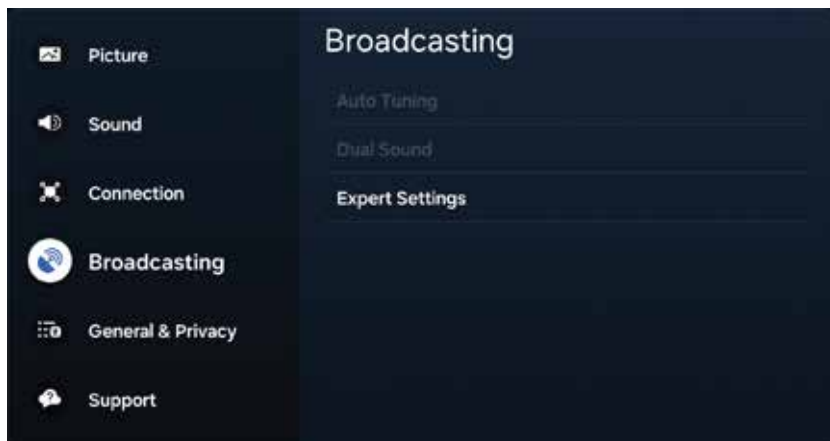 Picture
Sound
Connection
Broadcasting
General & Privacy
Support
Broadcasting
Auto Tuning
Dual Sound
Expert Settings